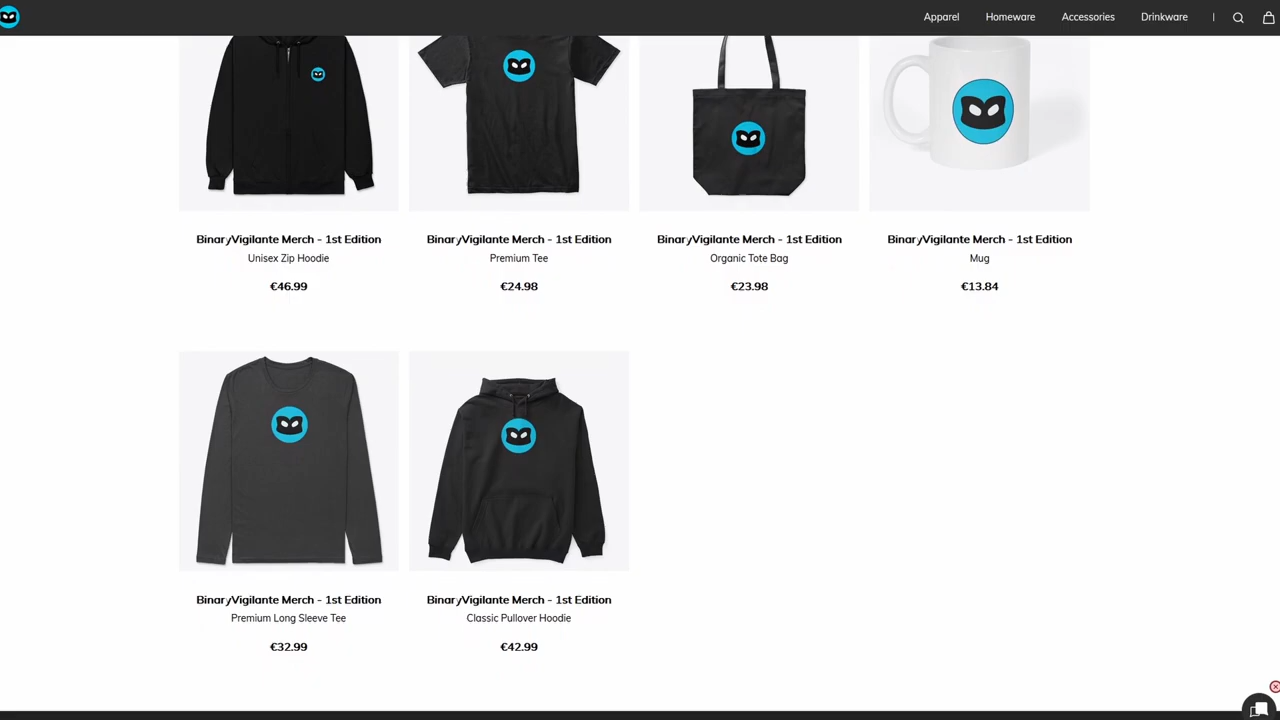 Apparel Homeware Accessories Drinkware
BinaryVigilante Merch - 1st Edition
Unisex Zip Hoodie
€46.99
BinaryVigilante Merch - 1st Edition
Premium Tee
€24.98
BinaryVigilante Merch - 1st Edition
Organic Tote Bag
€23.98
BinaryVigilante Merch - 1st Edition
Mug
€13.84
BinaryVigilante Merch - 1st Edition
Premium Long Sleeve Tee
€32.99
BinaryVigilante Merch - 1st Edition
Classic Pullover Hoodie
€42.99